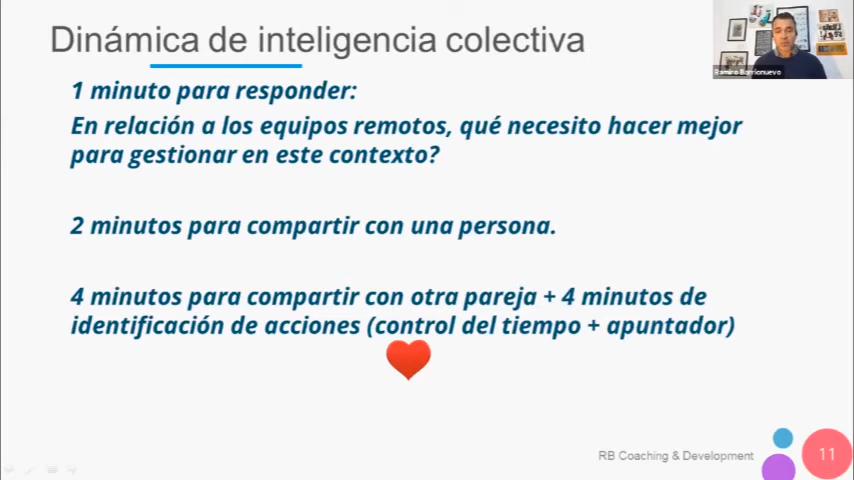 Dinámica de inteligencia colectiva
1 minuto para responder:
En relación a los equipos remotos, qué necesito hacer mejor
para gestionar en este contexto?
2 minutos para compartir con una persona.
4 minutos para compartir con otra pareja + 4 minutos de
identificación de acciones (control del tiempo + apuntador)
Ramiro Barrionuevo
RB Coaching & Development
11